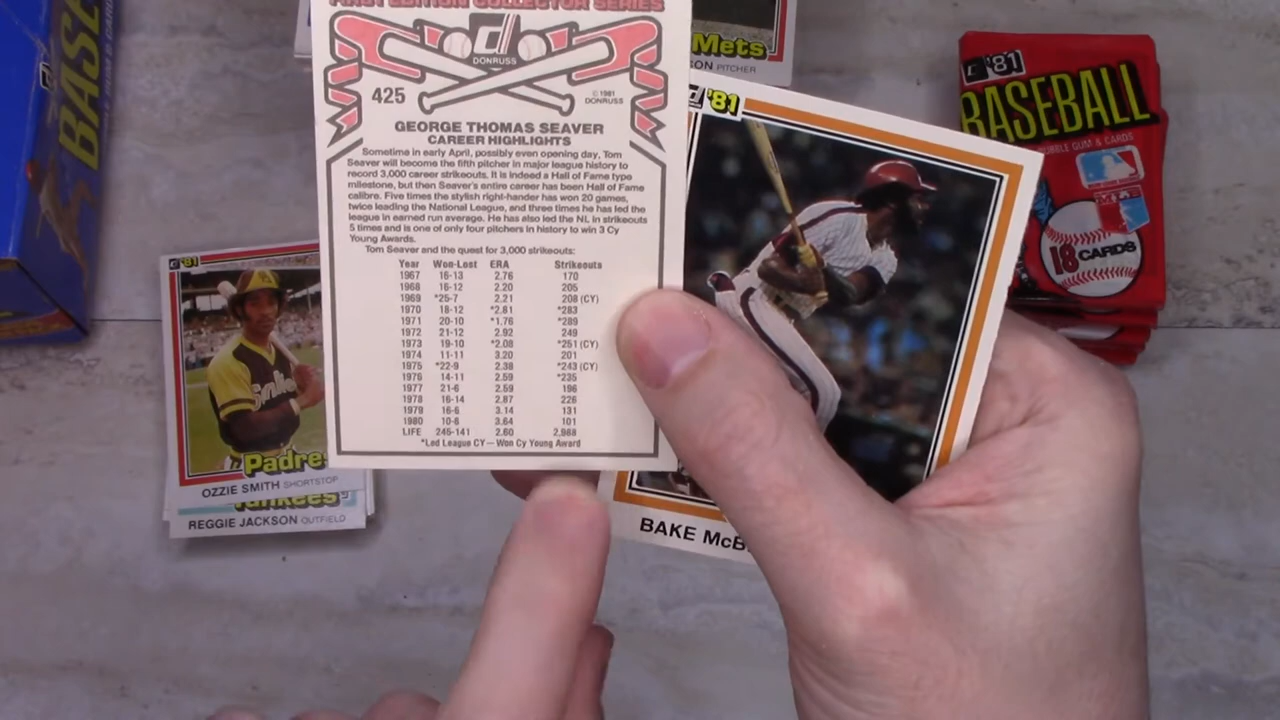 FIRST EDITION COLLECTOR SERIES
DONRUSS
425
© 1981
DONRUSS
GEORGE THOMAS SEAVER
CAREER HIGHLIGHTS
Sometime in early April, possibly even opening day, Tom
Seaver will become the fifth pitcher in major league history to
record 3,000 career strikeouts. It is indeed a Hall of Fame type
milestone, but then Seaver's entire career has been Hall of Fame
calibre. Five times the stylish right-hander has won 20 games,
twice leading the National League, and three times he has led the
league in earned run average. He has also led the NL in strikeouts
5 times and is one of only four pitchers in history to win 3 Cy
Young Awards.
Tom Seaver and the quest for 3,000 strikeouts:
Year Won-Lost ERA Strikeouts
1967 16-13 2.76 170
1968 16-12 2.20 205
1969 *25-7 2.21 208 (CY)
1970 18-12 *2.81 *283
1971 20-10 *1.76 *289
1972 21-12 2.92 249
1973 19-10 *2.08 *251 (CY)
1974 11-11 3.20 201
1975 *22-9 2.38 *243 (CY)
1976 14-11 2.59 *235
1977 21-6 2.59 196
1978 16-14 2.87 226
1979 16-6 3.14 131
1980 10-8 3.64 101
LIFE 245-141 2.60 2,988
*Led League CY—Won Cy Young Award
Mets
ON PITCHER
'81
BAKE McB
'81
BASEBALL
BUBBLE GUM & CARDS
18 CARDS
BASE
'81
Padre
OZZIE SMITH SHORTSTOP
Yankees
REGGIE JACKSON OUTFIELD